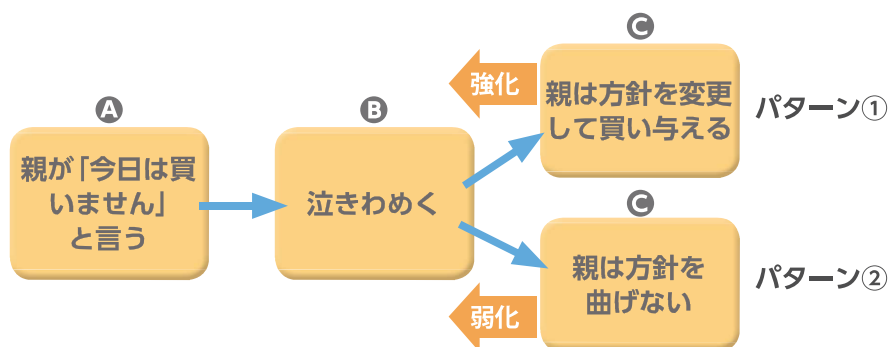 A
親が「今日は買
いません」
と言う
B
泣きわめく
C
強化
親は方針を変更
して買い与える
パターン①
C
親は方針を
曲げない
弱化
パターン②